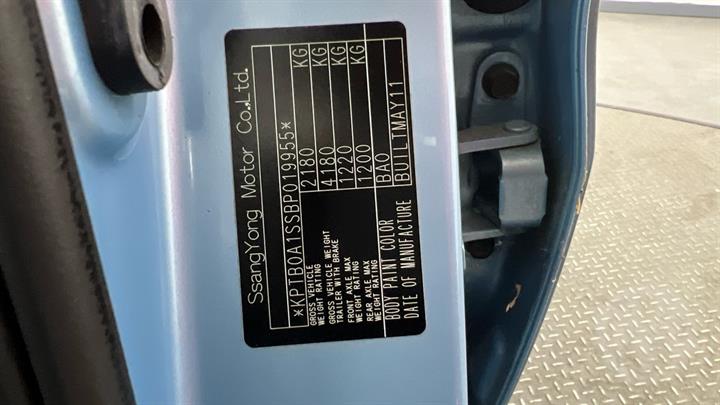 SsangYong Motor Co.,Ltd.
*KPTB0A1SSBP019955*
GROSS VEHICLE
WEIGHT RATING 2180 KG
GROSS VEHICLE WEIGHT
TRAILER WITH BRAKE 4180 KG
FRONT AXLE MAX
WEIGHT RATING 1220 KG
REAR AXLE MAX
WEIGHT RATING 1200 KG
BODY PAINT COLOR BAO
DATE OF MANUFACTURE BUILTMAY11